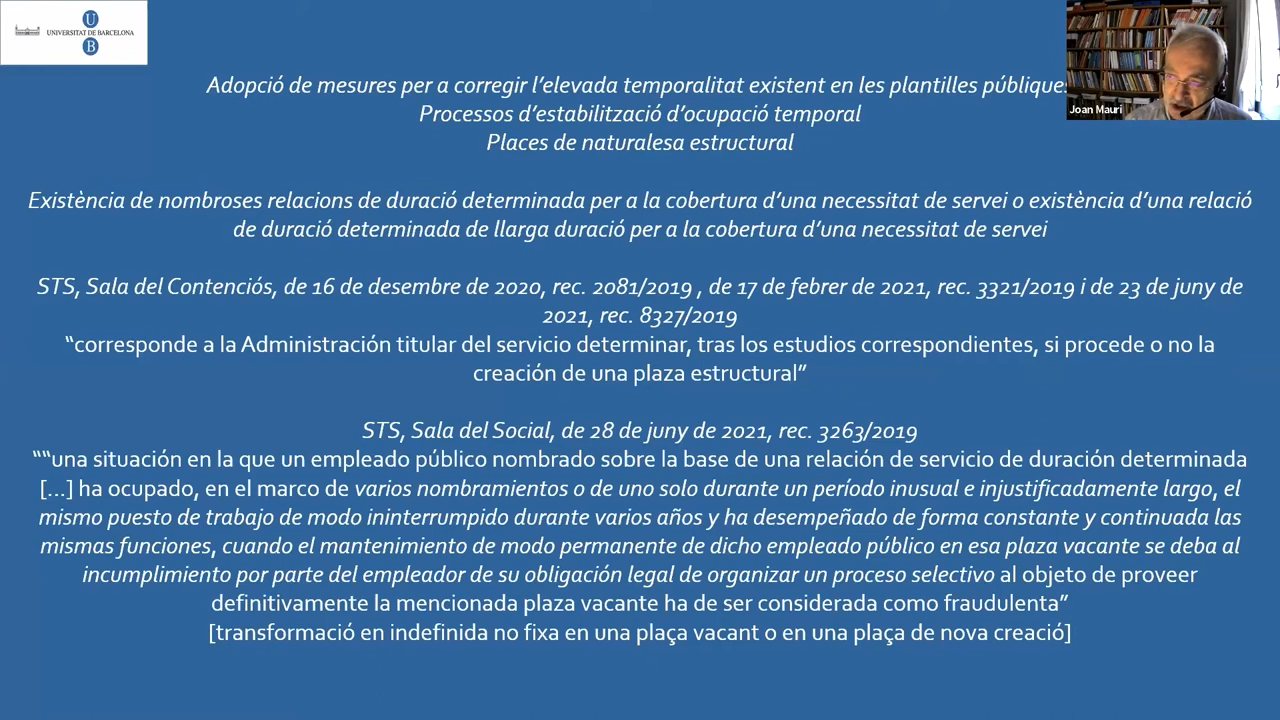 U
UNIVERSITAT DE BARCELONA
B
Joan Mauri
Adopció de mesures per a corregir l’elevada temporalitat existent en les plantilles públiques
Processos d’estabilització d’ocupació temporal
Places de naturalesa estructural
Existència de nombroses relacions de duració determinada per a la cobertura d’una necessitat de servei o existència d’una relació
de duració determinada de llarga duració per a la cobertura d’una necessitat de servei
STS, Sala del Contenciós, de 16 de desembre de 2020, rec. 2081/2019 , de 17 de febrer de 2021, rec. 3321/2019 i de 23 de juny de
2021, rec. 8327/2019
“corresponde a la Administración titular del servicio determinar, tras los estudios correspondientes, si procede o no la
creación de una plaza estructural”
STS, Sala del Social, de 28 de juny de 2021, rec. 3263/2019
““una situación en la que un empleado público nombrado sobre la base de una relación de servicio de duración determinada
[...] ha ocupado, en el marco de varios nombramientos o de uno solo durante un período inusual e injustificadamente largo, el
mismo puesto de trabajo de modo ininterrumpido durante varios años y ha desempeñado de forma constante y continuada las
mismas funciones, cuando el mantenimiento de modo permanente de dicho empleado público en esa plaza vacante se deba al
incumplimiento por parte del empleador de su obligación legal de organizar un proceso selectivo al objeto de proveer
definitivamente la mencionada plaza vacante ha de ser considerada como fraudulenta”
[transformació en indefinida no fixa en una plaça vacant o en una plaça de nova creació]